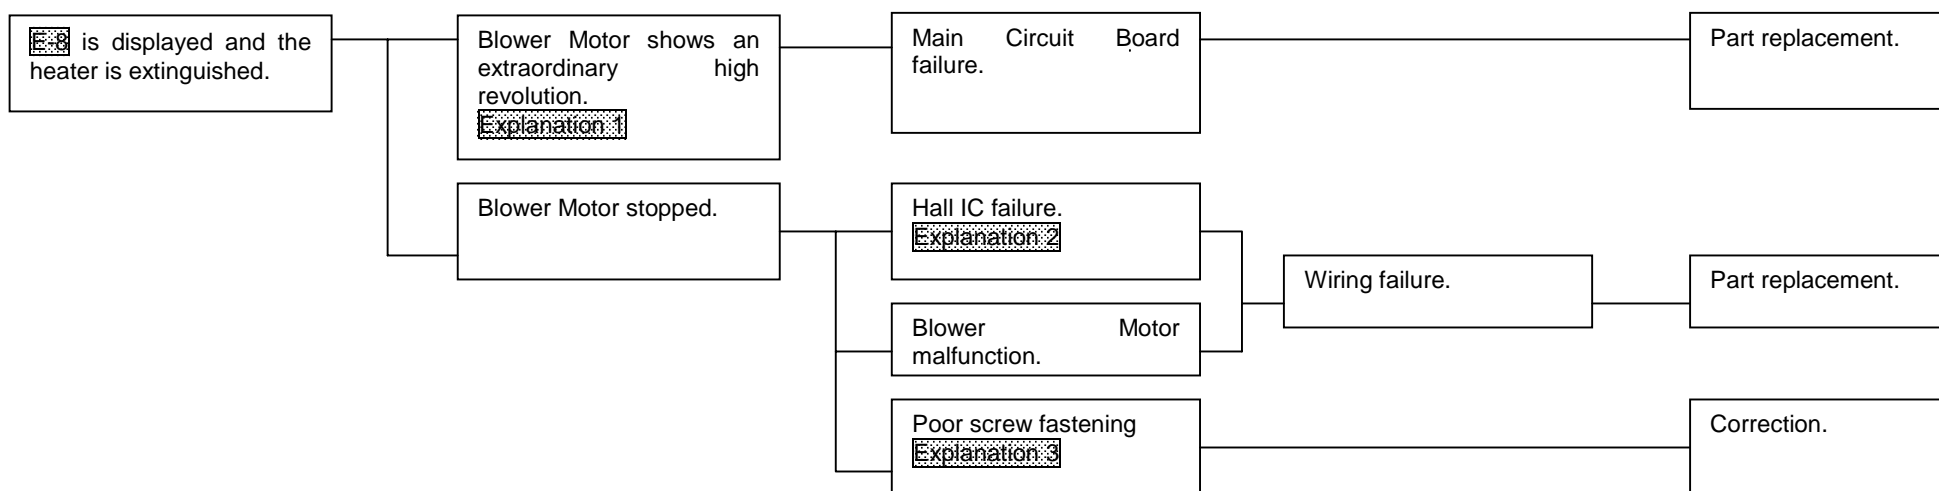 E-8 is displayed and the
heater is extinguished.
Blower Motor shows an
extraordinary high
revolution.
Explanation 1
Main Circuit Board
failure.
Part replacement.
Blower Motor stopped.
Hall IC failure.
Explanation 2
Blower Motor
malfunction.
Wiring failure.
Part replacement.
Poor screw fastening
Explanation 3
Correction.